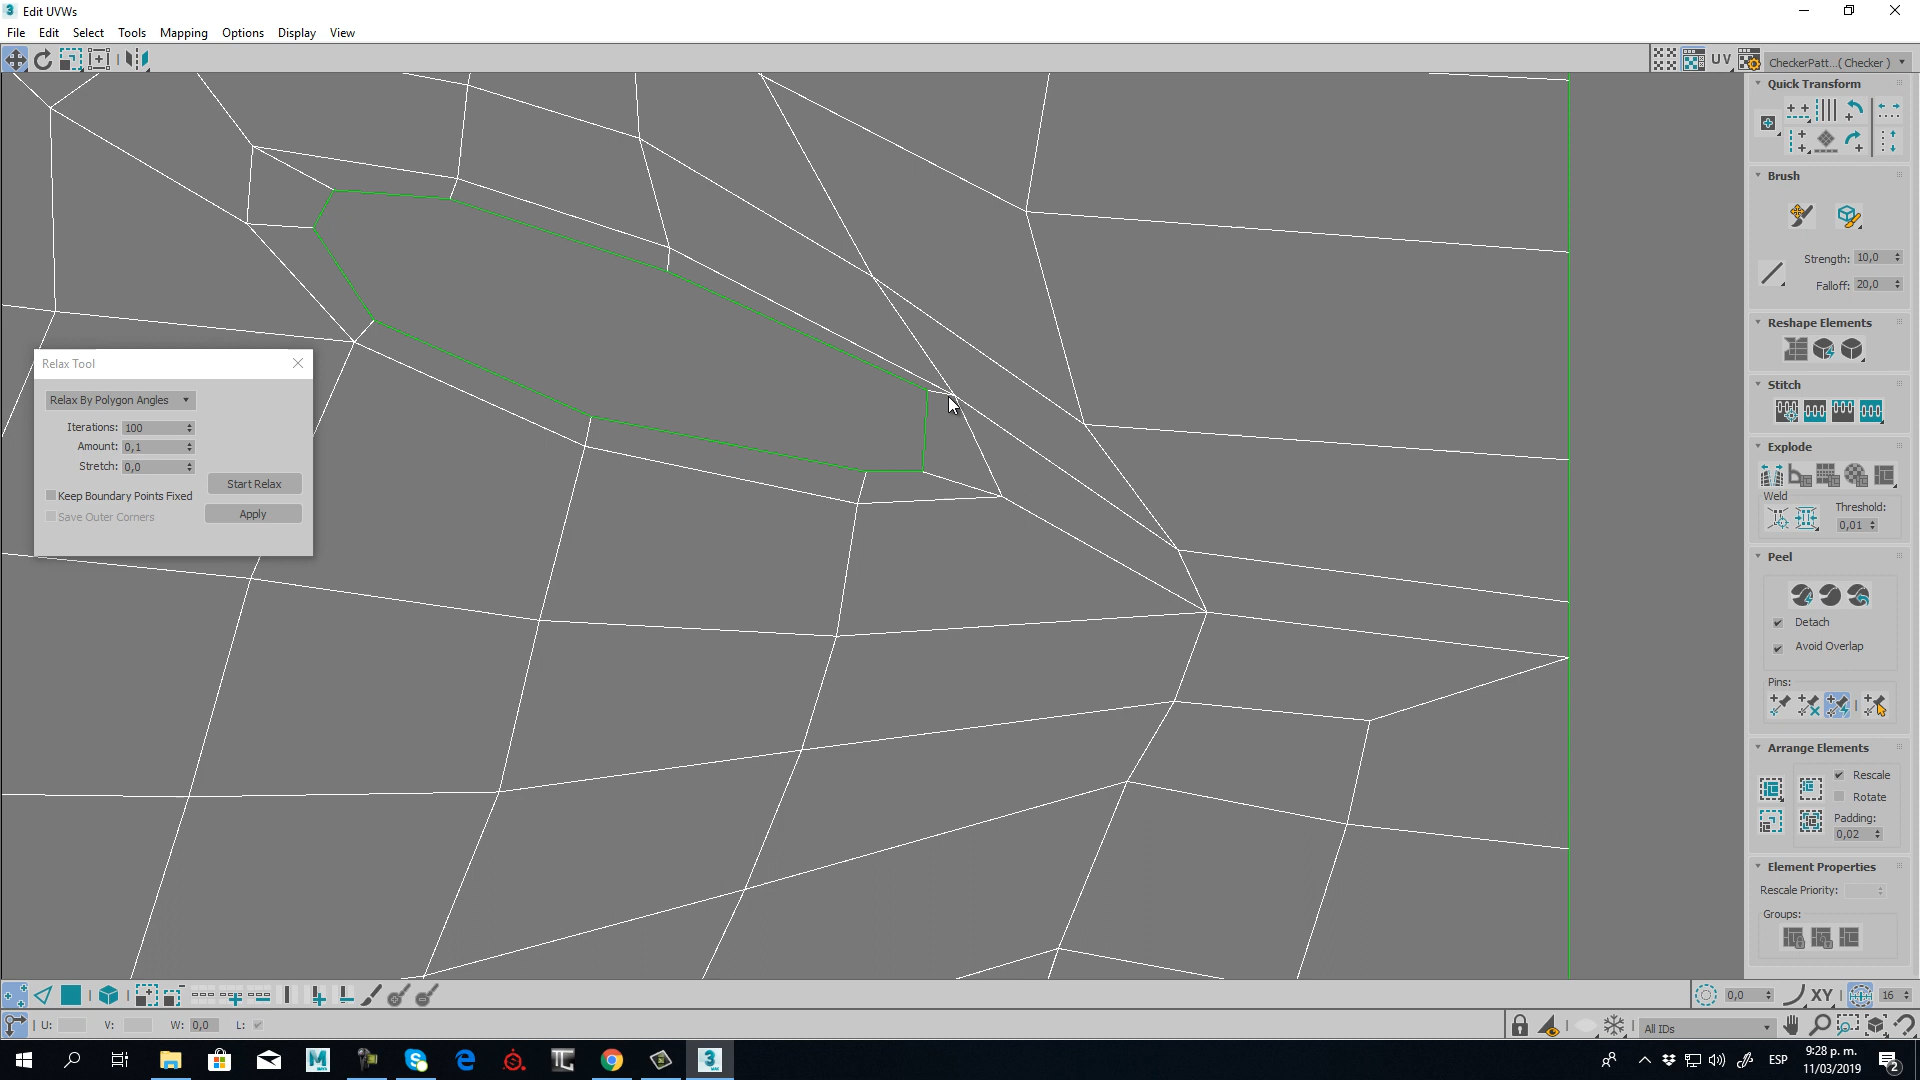 Edit UVWs
File Edit Select Tools Mapping Options Display View
UV
CheckerPatt...( Checker )
Quick Transform
Brush
Strength: 10,0
Falloff: 20,0
Reshape Elements
Stitch
Explode
Weld
Threshold:
0,01
Peel
Detach
Avoid Overlap
Pins:
Arrange Elements
Rescale
Rotate
Padding:
0,02
Element Properties
Rescale Priority:
Groups:
Relax Tool
Relax By Polygon Angles
Iterations: 100
Amount: 0,1
Stretch: 0,0
Start Relax
Keep Boundary Points Fixed
Apply
Save Outer Corners
0,0
XY
16
U:
V:
W: 0,0
L:
All IDs
ESP
9:28 p. m.
11/03/2019
2